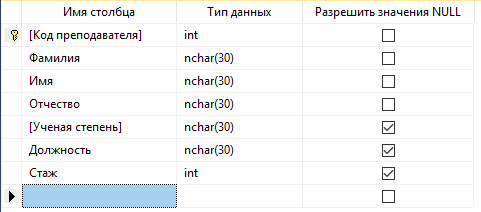 Имя столбца Тип данных Разрешить значения NULL
[Код преподавателя] int
Фамилия nchar(30)
Имя nchar(30)
Отчество nchar(30)
[Ученая степень] nchar(30)
Должность nchar(30)
Стаж int